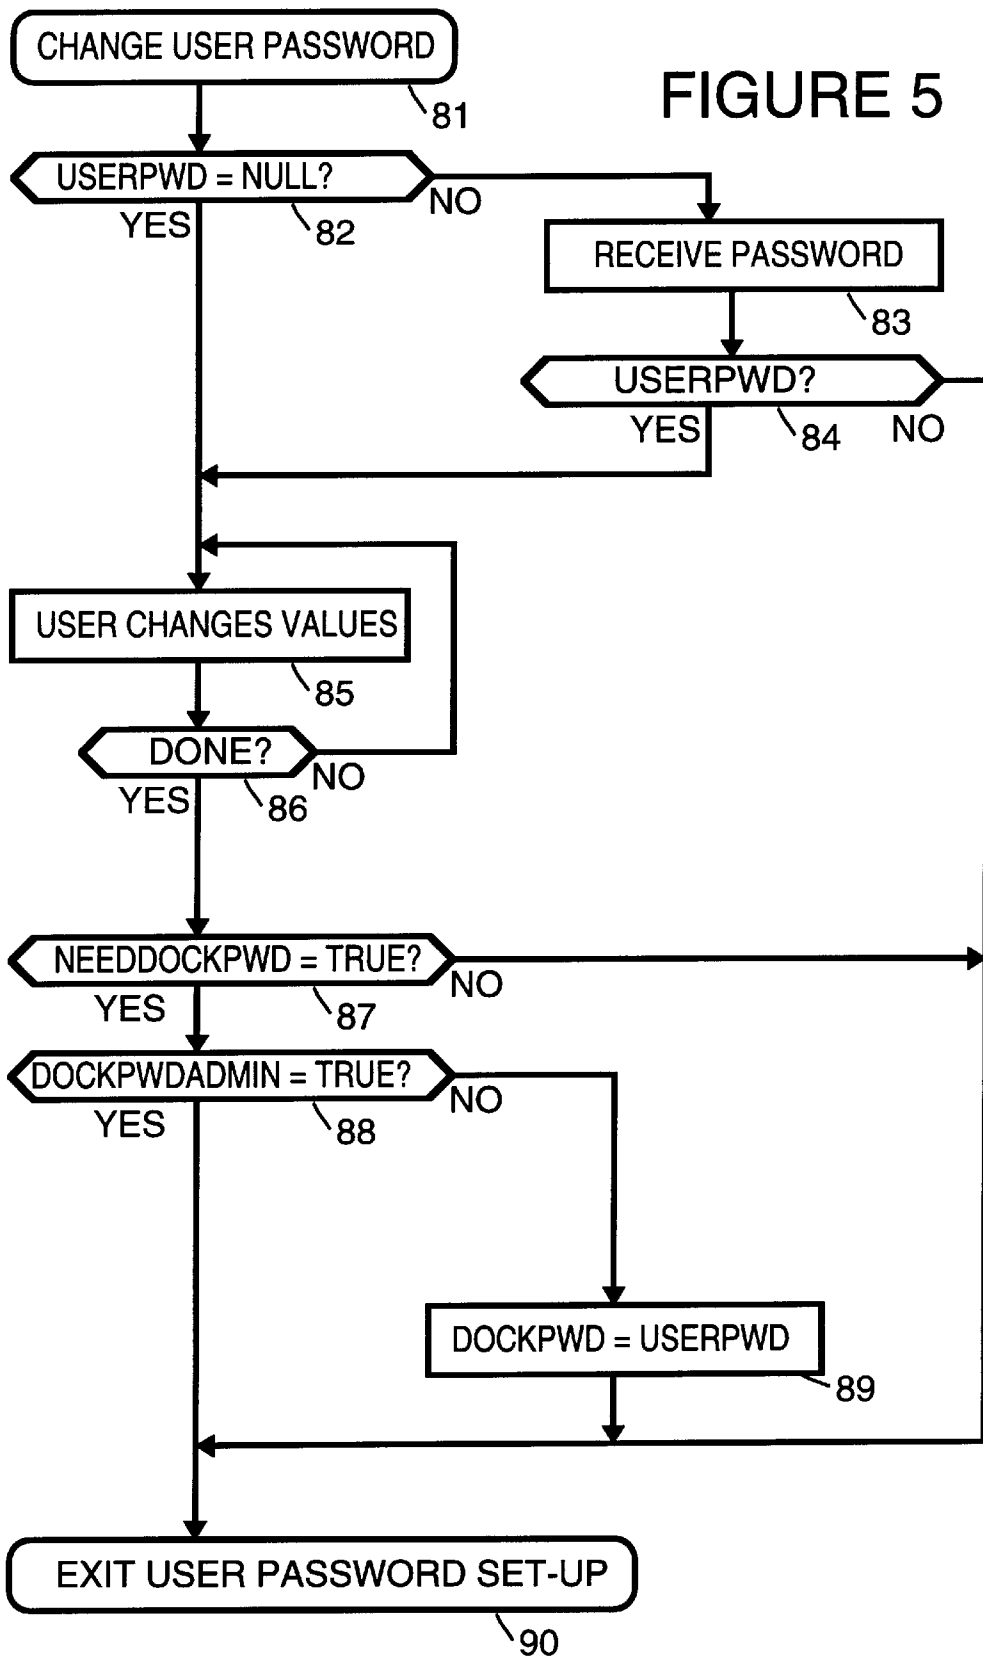 CHANGE USER PASSWORD
81
FIGURE 5
USERPWD = NULL?
NO
YES
82
RECEIVE PASSWORD
83
USERPWD?
YES
84
NO
USER CHANGES VALUES
85
DONE?
NO
YES
86
NEEDDOCKPWD = TRUE?
NO
YES
87
DOCKPWDADMIN = TRUE?
NO
YES
88
DOCKPWD = USERPWD
89
EXIT USER PASSWORD SET-UP
90